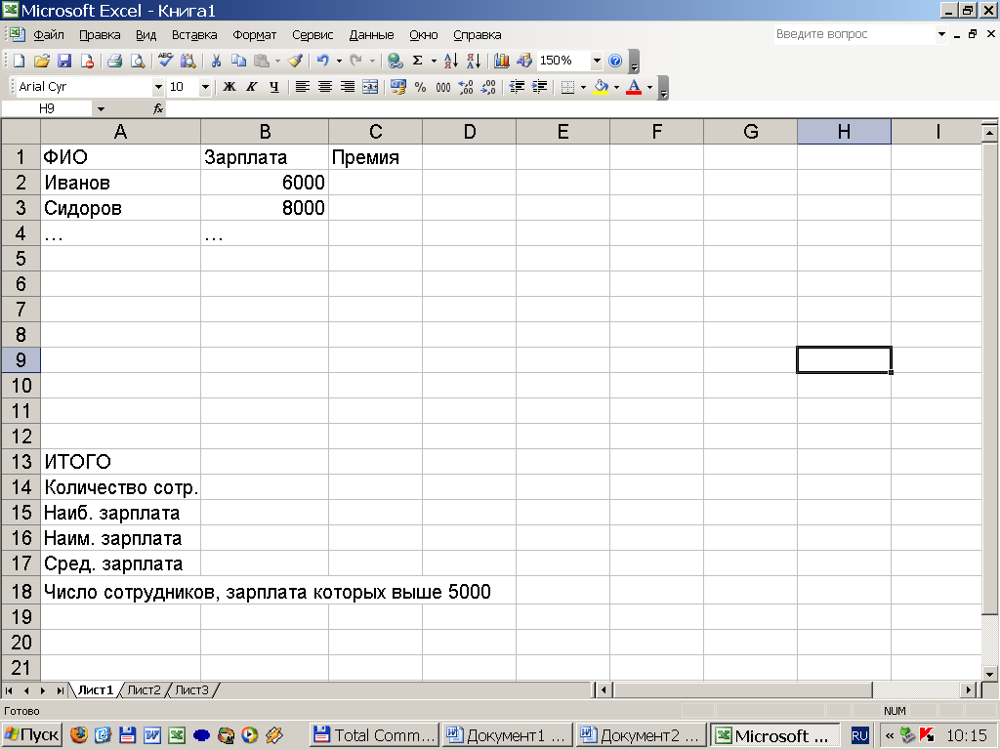 Microsoft Excel - Книга1
Файл Правка Вид Вставка Формат Сервис Данные Окно Справка Введите вопрос
150%
Arial Cyr 10 Ж К Ч % 000
H9 fx
A B C D E F G H I
1 ФИО Зарплата Премия
2 Иванов 6000
3 Сидоров 8000
4 ... ...
5
6
7
8
9
10
11
12
13 ИТОГО
14 Количество сотр.
15 Наиб. зарплата
16 Наим. зарплата
17 Сред. зарплата
18 Число сотрудников, зарплата которых выше 5000
19
20
21
Лист1 Лист2 Лист3
Готово NUM
Пуск Total Comm... Документ1 ... Документ2 ... Microsoft ... RU « 10:15